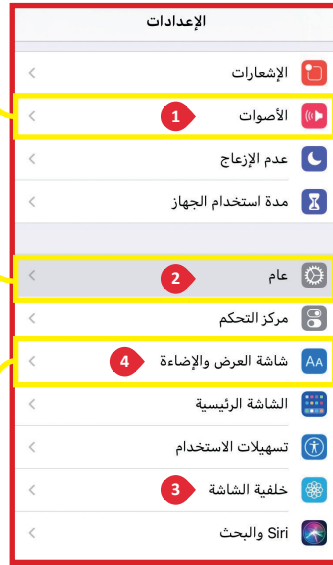 الإعدادات
الإشعارات
الأصوات 1
عدم الإزعاج
مدة استخدام الجهاز
عام 2
مركز التحكم
AA شاشة العرض والإضاءة 4
الشاشة الرئيسية
تسهيلات الاستخدام
خلفية الشاشة 3
Siri والبحث